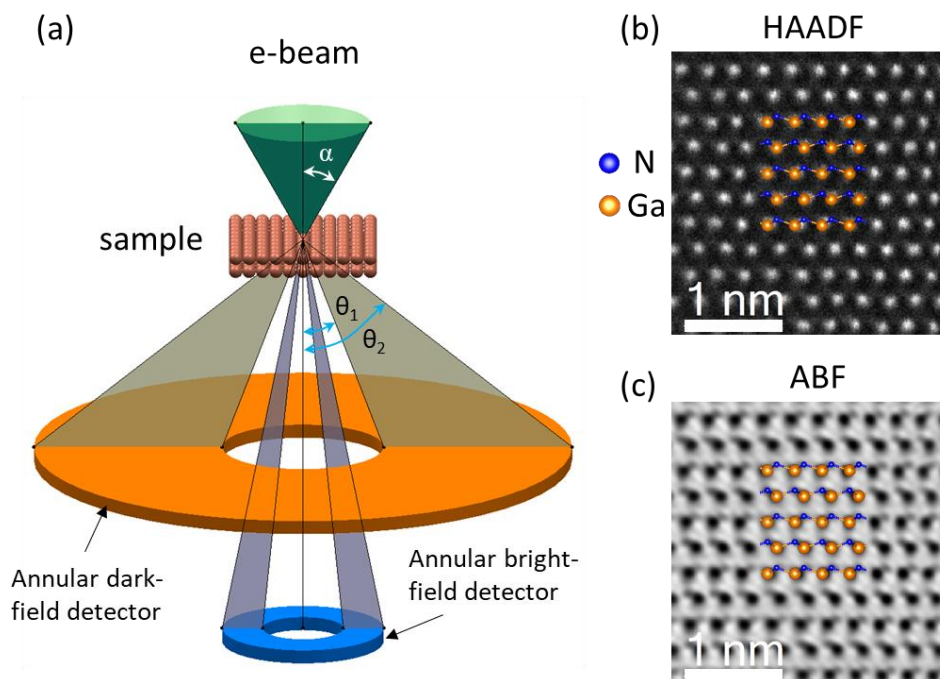 (a)
e-beam
α
sample
θ1
θ2
Annular dark-
field detector
Annular bright-
field detector
(b)
HAADF
N
Ga
1 nm
(c)
ABF
1 nm